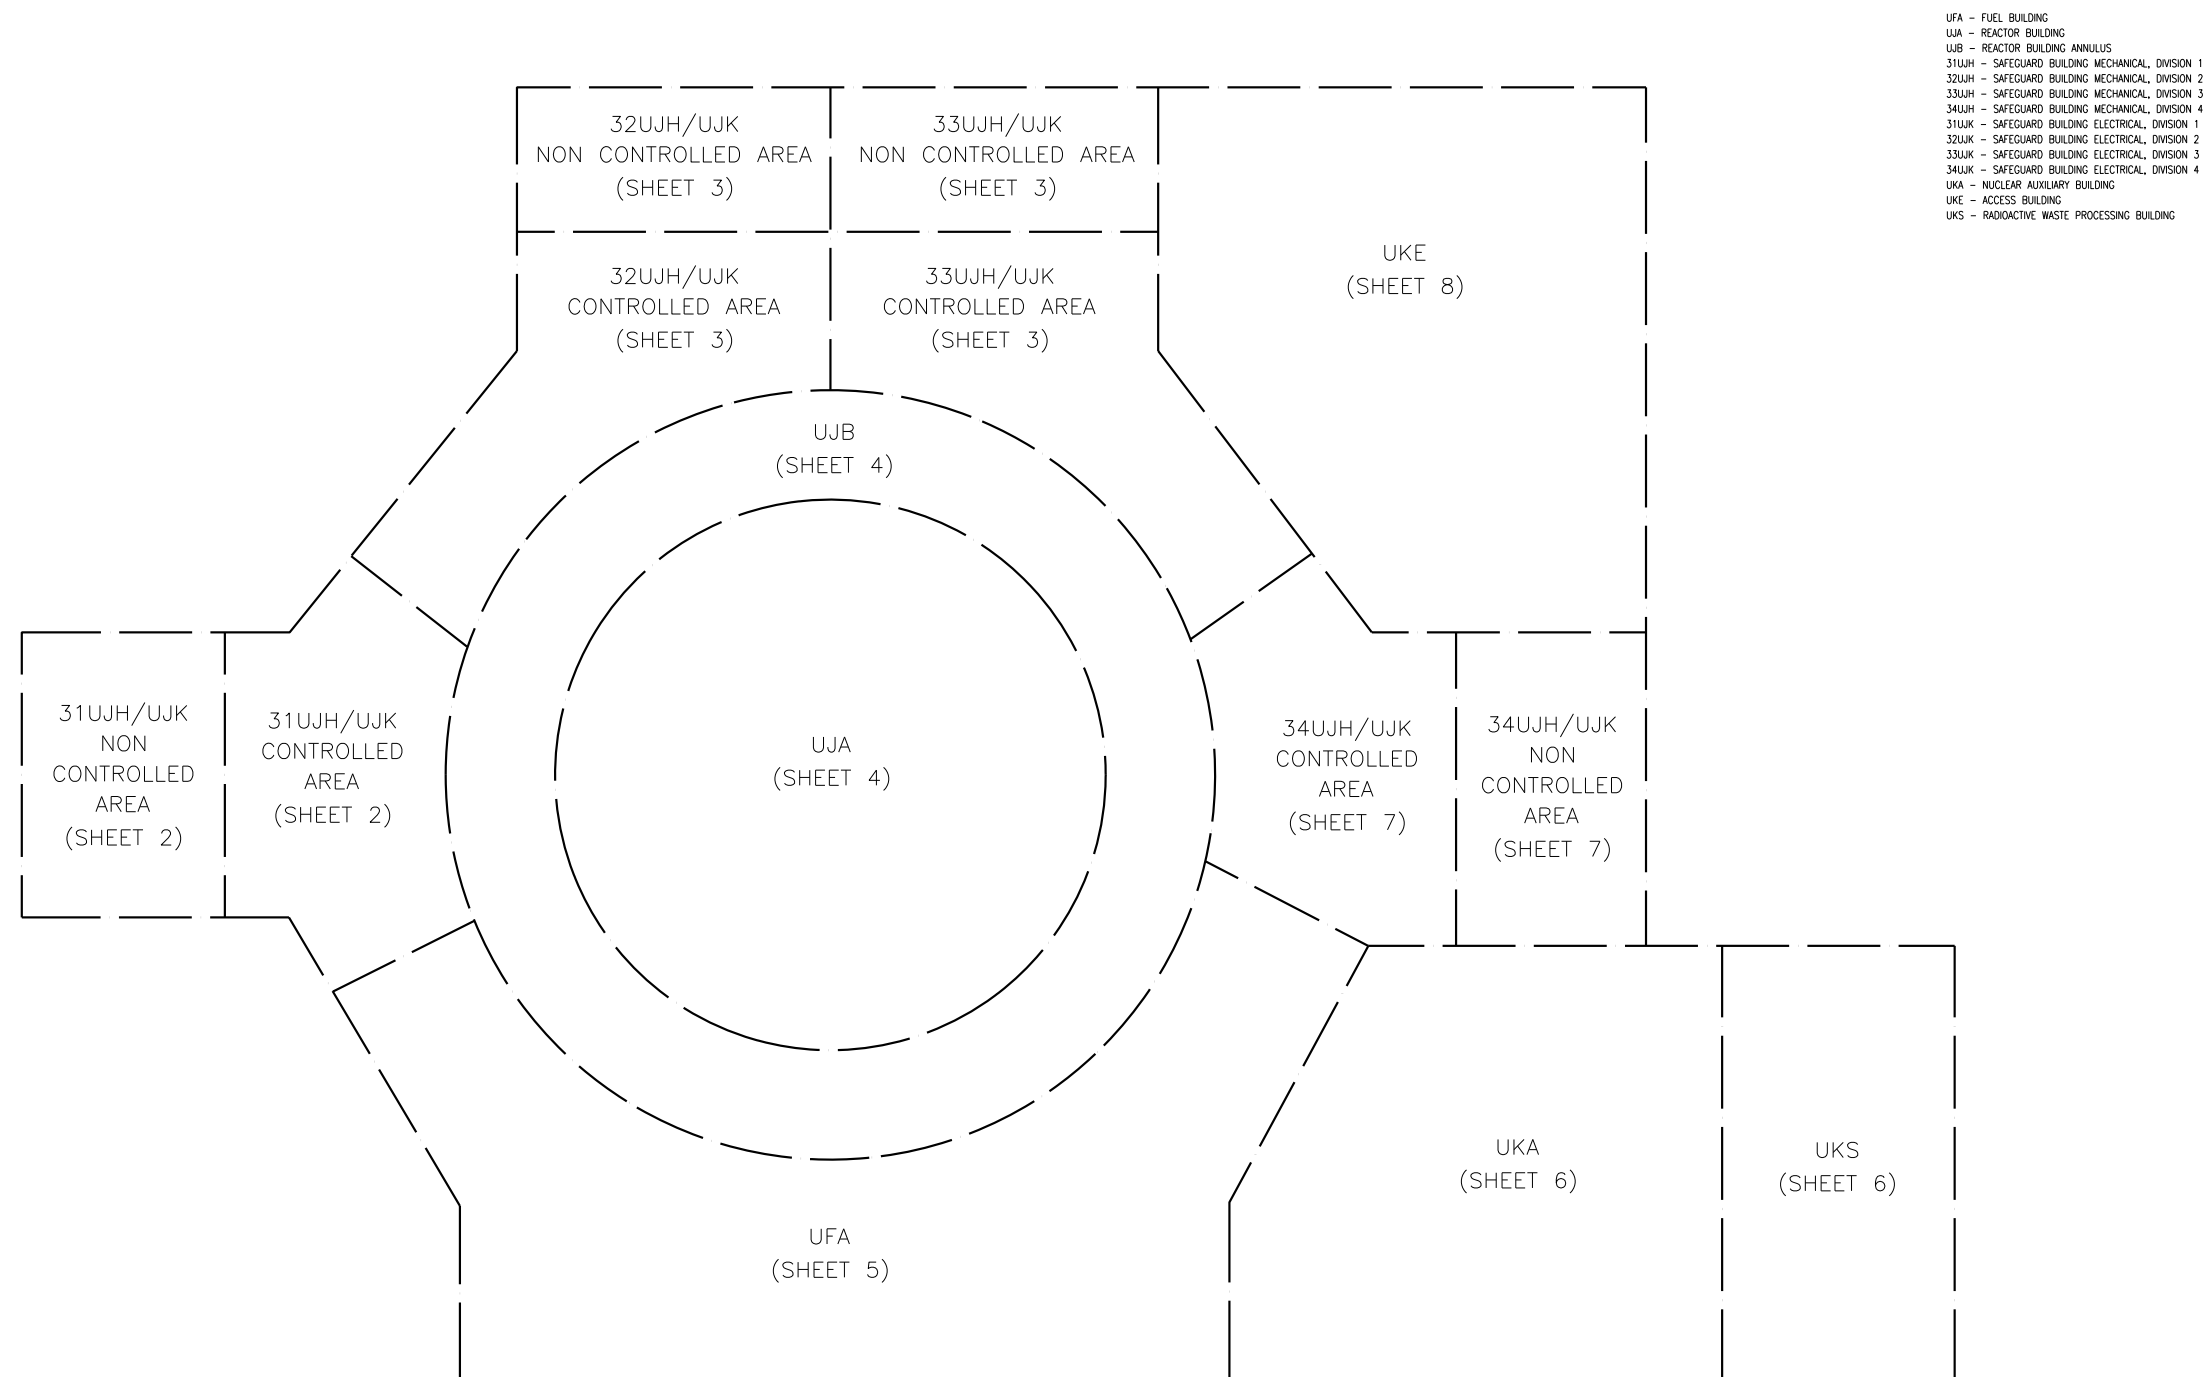 UFA – FUEL BUILDING
UJA – REACTOR BUILDING
UJB – REACTOR BUILDING ANNULUS
31UJH – SAFEGUARD BUILDING MECHANICAL, DIVISION 1
32UJH – SAFEGUARD BUILDING MECHANICAL, DIVISION 2
33UJH – SAFEGUARD BUILDING MECHANICAL, DIVISION 3
34UJH – SAFEGUARD BUILDING MECHANICAL, DIVISION 4
31UJK – SAFEGUARD BUILDING ELECTRICAL, DIVISION 1
32UJK – SAFEGUARD BUILDING ELECTRICAL, DIVISION 2
33UJK – SAFEGUARD BUILDING ELECTRICAL, DIVISION 3
34UJK – SAFEGUARD BUILDING ELECTRICAL, DIVISION 4
UKA – NUCLEAR AUXILIARY BUILDING
UKE – ACCESS BUILDING
UKS – RADIOACTIVE WASTE PROCESSING BUILDING
32UJH/UJK
NON CONTROLLED AREA
(SHEET 3)
33UJH/UJK
NON CONTROLLED AREA
(SHEET 3)
32UJH/UJK
CONTROLLED AREA
(SHEET 3)
33UJH/UJK
CONTROLLED AREA
(SHEET 3)
UKE
(SHEET 8)
UJB
(SHEET 4)
31UJH/UJK
NON
CONTROLLED
AREA
(SHEET 2)
31UJH/UJK
CONTROLLED
AREA
(SHEET 2)
UJA
(SHEET 4)
34UJH/UJK
CONTROLLED
AREA
(SHEET 7)
34UJH/UJK
NON
CONTROLLED
AREA
(SHEET 7)
UKA
(SHEET 6)
UKS
(SHEET 6)
UFA
(SHEET 5)